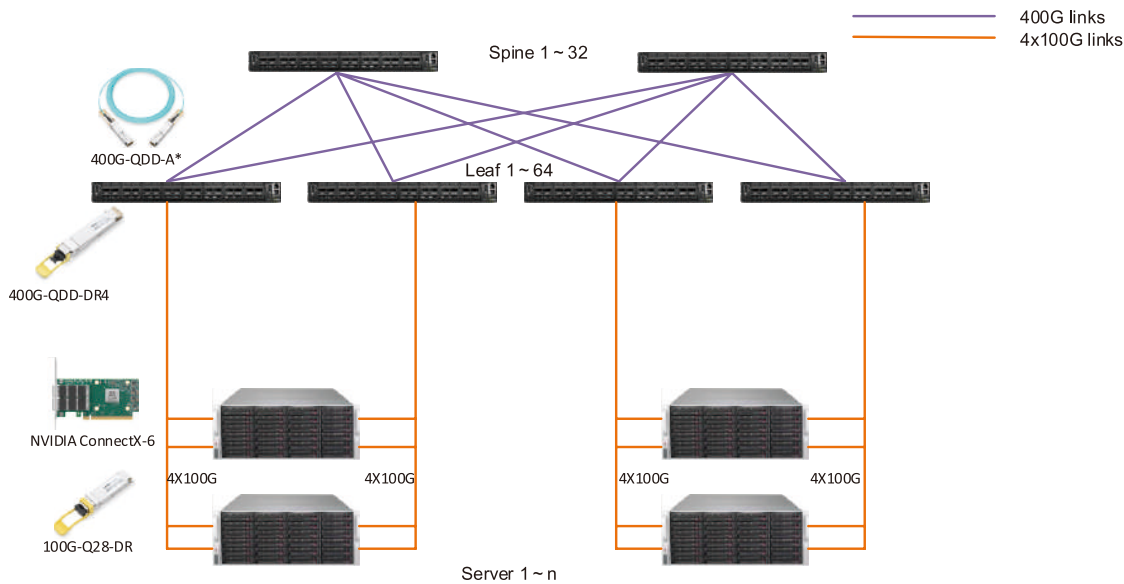 400G links
4x100G links
Spine 1 ~ 32
400G-QDD-A*
Leaf 1 ~ 64
400G-QDD-DR4
NVIDIA ConnectX-6
4X100G
4X100G
4X100G
4X100G
100G-Q28-DR
Server 1 ~ n